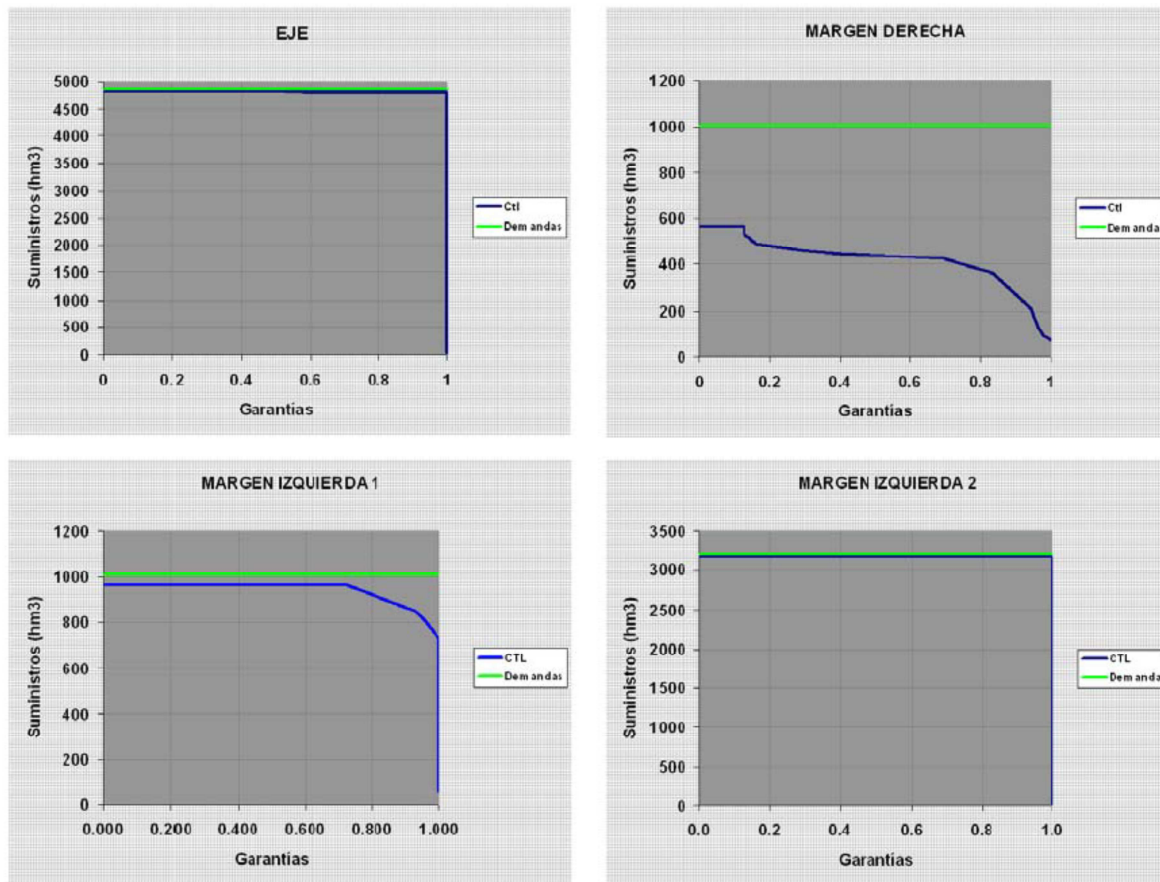 EJE
Suministros (hm3)
5000
4500
4000
3500
3000
2500
2000
1500
1000
500
0
0 0.2 0.4 0.6 0.8 1
Garantias
Ctl
Demandas
MARGEN DERECHA
Suministros (hm3)
1200
1000
800
600
400
200
0
0 0.2 0.4 0.6 0.8 1
Garantias
Ctl
Demandas
MARGEN IZQUIERDA 1
Suministros (hm3)
1200
1000
800
600
400
200
0
0.000 0.200 0.400 0.600 0.800 1.000
Garantias
CTL
Demandas
MARGEN IZQUIERDA 2
Suministros (hm3)
3500
3000
2500
2000
1500
1000
500
0
0.0 0.2 0.4 0.6 0.8 1.0
Garantias
CTL
Demandas